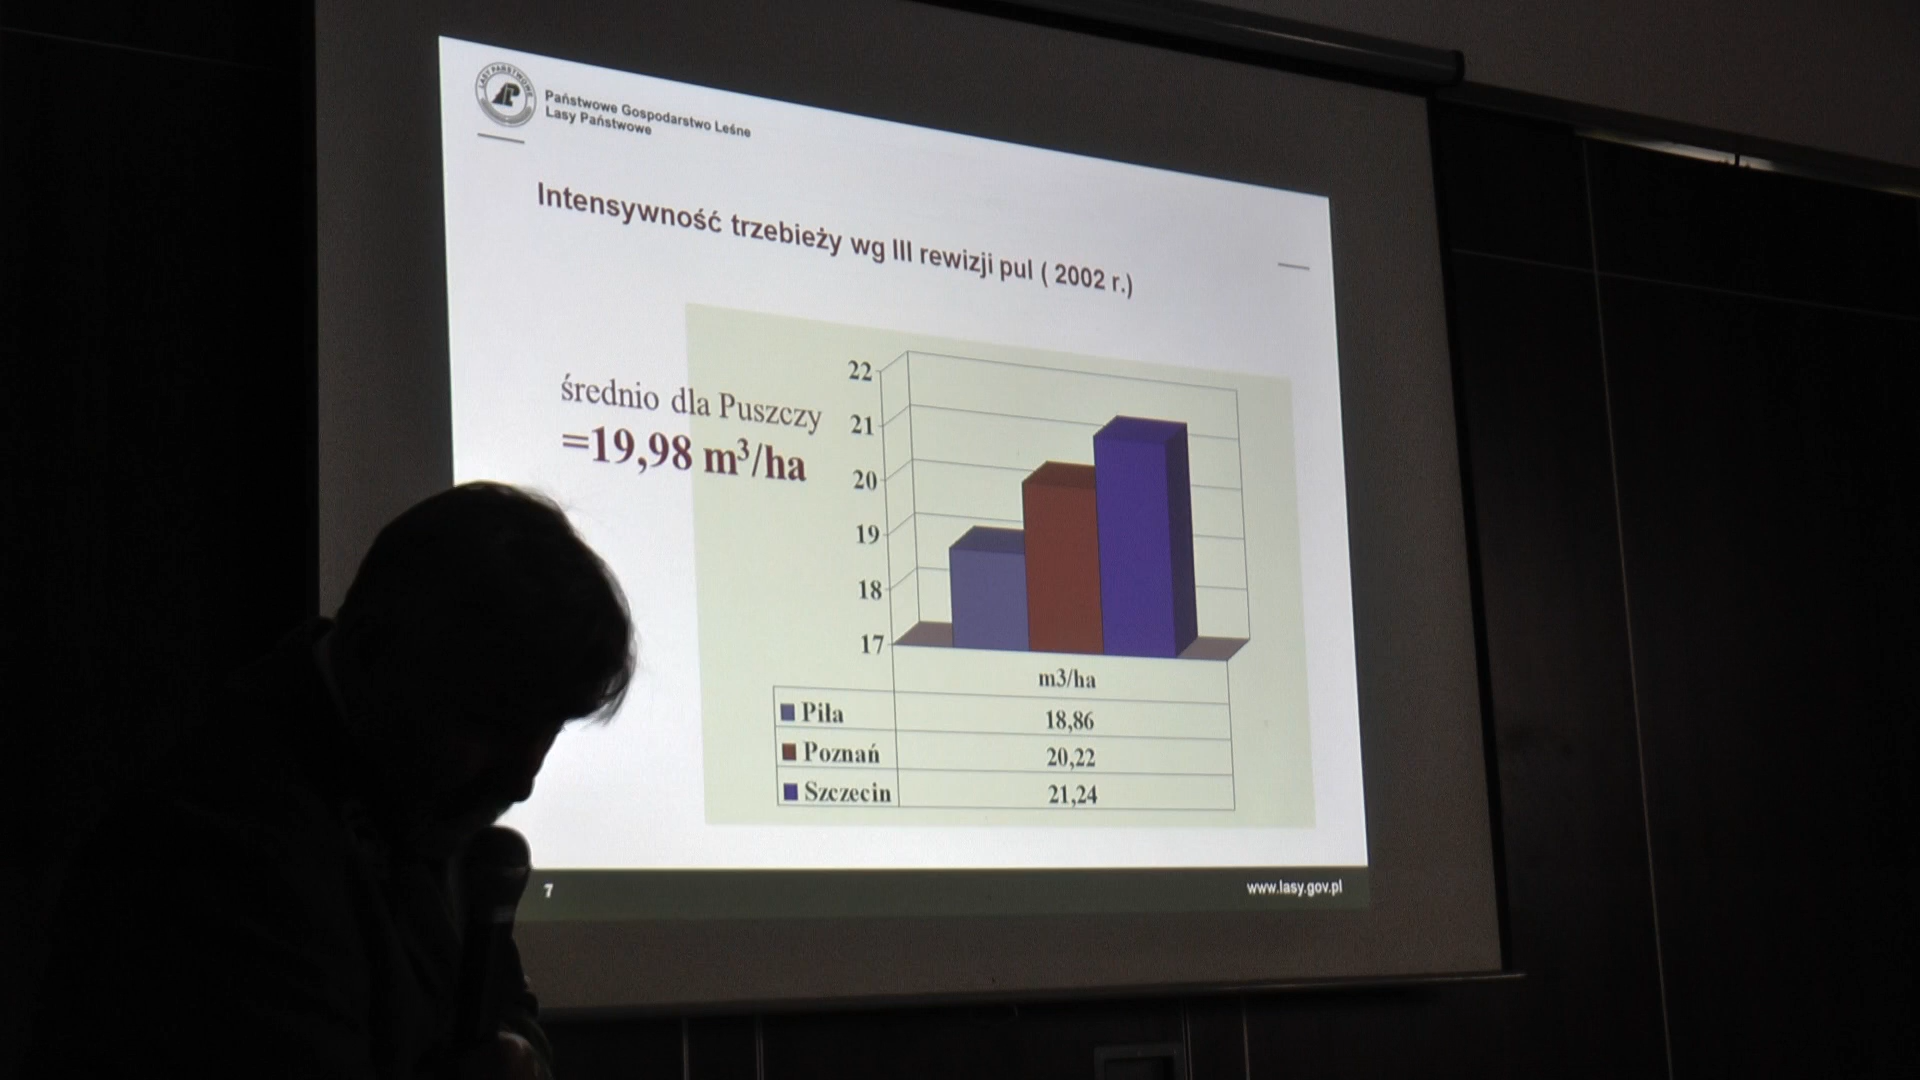 LASY PAŃSTWOWE
Państwowe Gospodarstwo Leśne
Lasy Państwowe
Intensywność trzebieży wg III rewizji pul ( 2002 r.)
średnio dla Puszczy
=19,98 m³/ha
22
21
20
19
18
17
m3/ha
Piła 18,86
Poznań 20,22
Szczecin 21,24
7
www.lasy.gov.pl